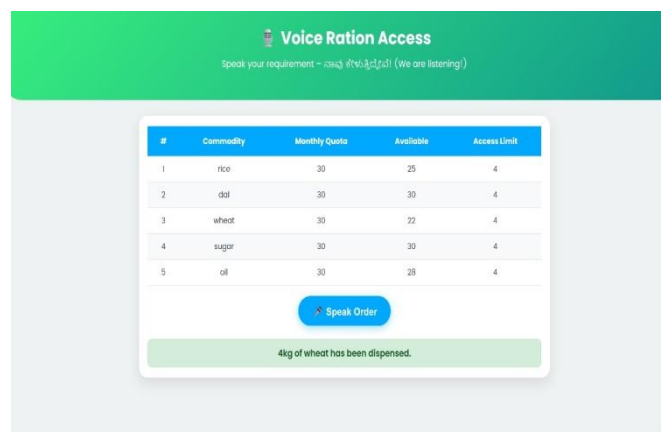 Voice Ration Access
Speak your requirement – ನಾವು ಕೇಳುತ್ತಿದ್ದೇವೆ! (We are listening!)
# Commodity Monthly Quota Available Access Limit
1 rice 30 25 4
2 dal 30 30 4
3 wheat 30 22 4
4 sugar 30 30 4
5 oil 30 28 4
Speak Order
4kg of wheat has been dispensed.